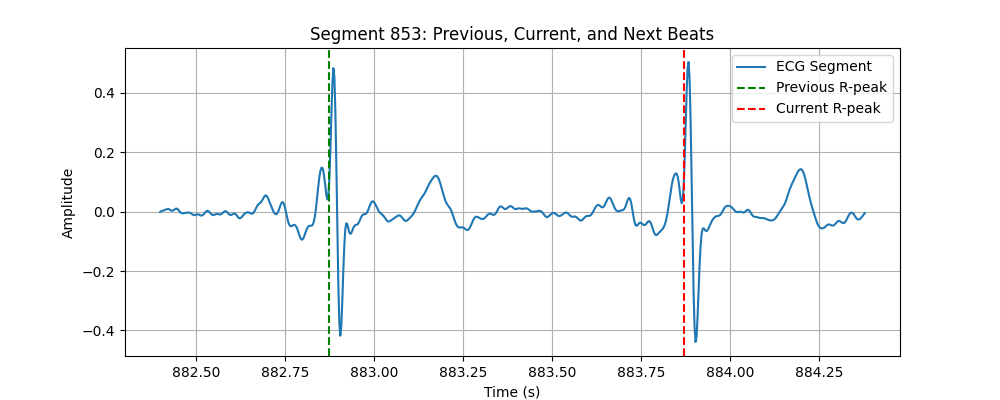 Segment 853: Previous, Current, and Next Beats
ECG Segment
Previous R-peak
Current R-peak
Amplitude
0.4
0.2
0.0
−0.2
−0.4
882.50 882.75 883.00 883.25 883.50 883.75 884.00 884.25
Time (s)